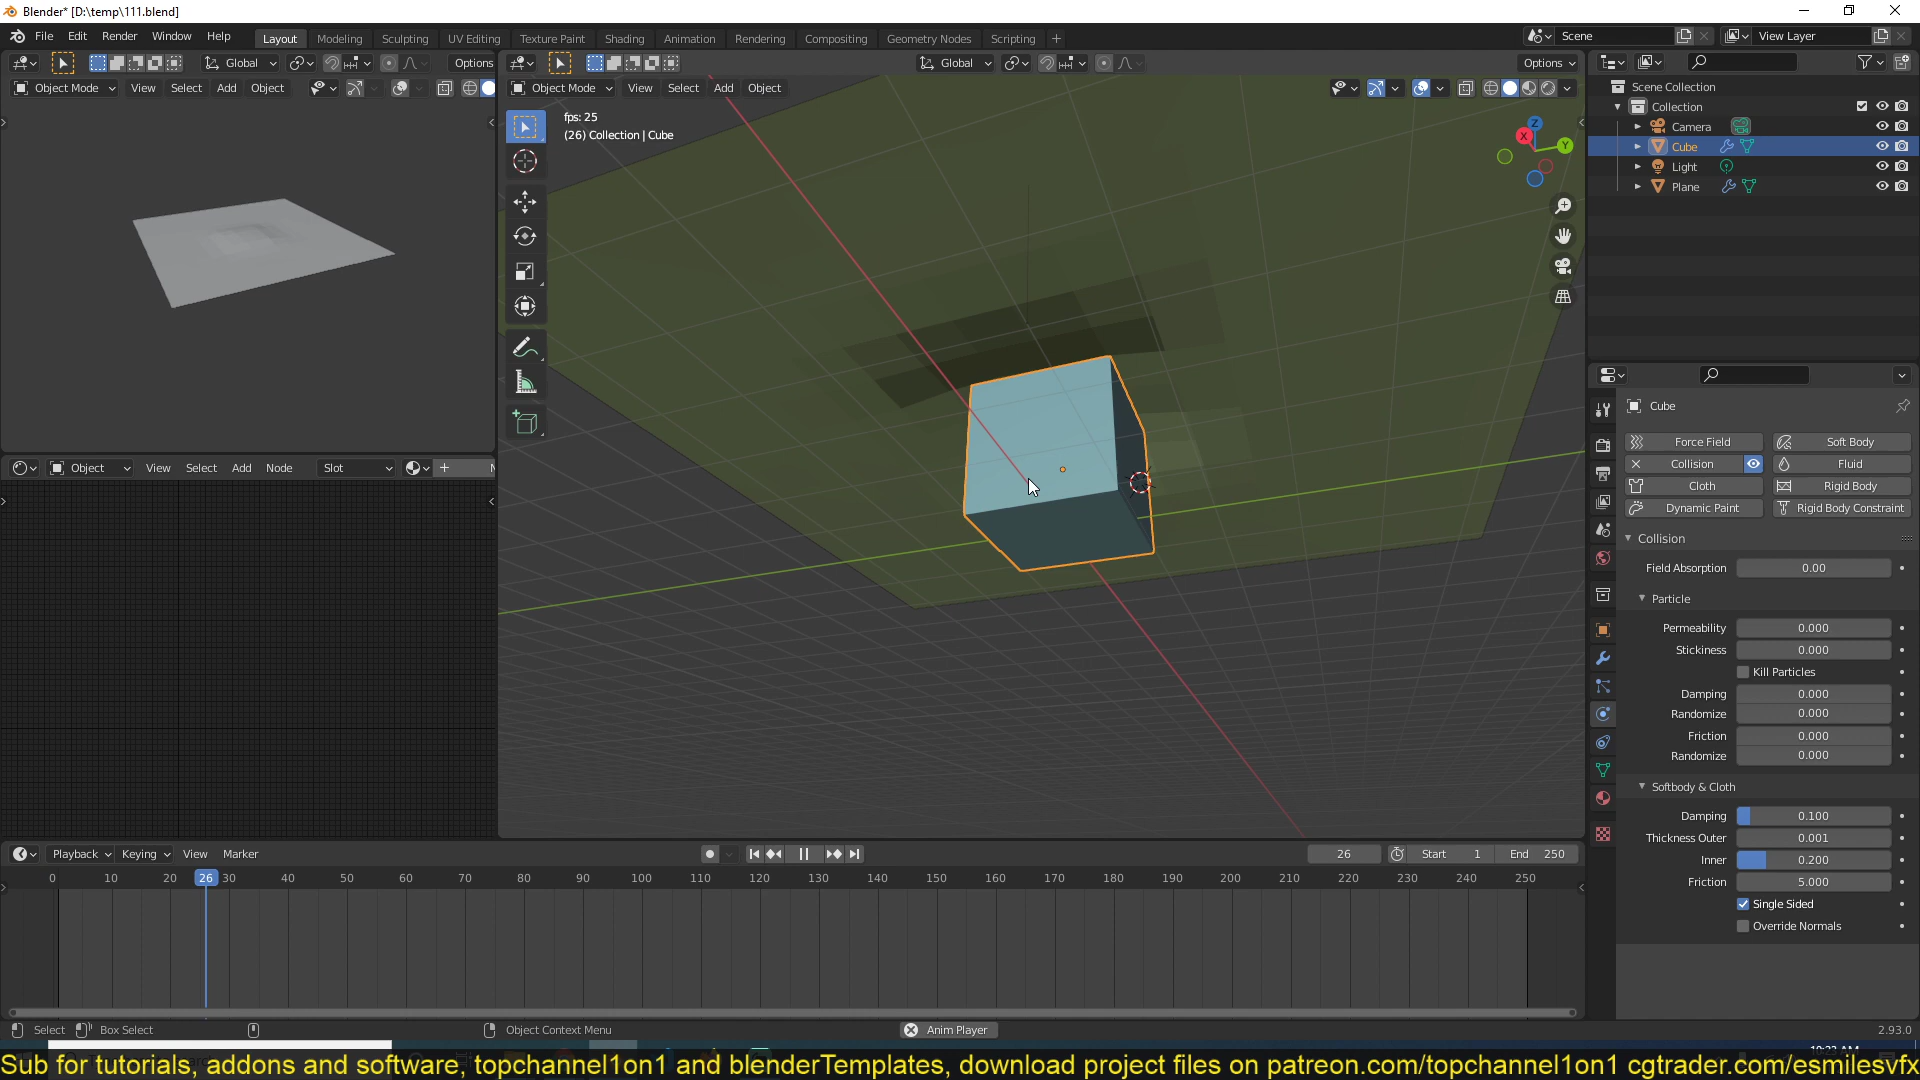 Blender* [D:\temp\111.blend]
File Edit Render Window Help Layout Modeling Sculpting UV Editing Texture Paint Shading Animation Rendering Compositing Geometry Nodes Scripting + Scene View Layer
Global Options Global Options
Object Mode View Select Add Object Object Mode View Select Add Object
fps: 25
(26) Collection | Cube
X Y Z
Scene Collection
Collection
Camera
Cube
Light
Plane
Cube
Force Field Soft Body
Collision Fluid
Cloth Rigid Body
Dynamic Paint Rigid Body Constraint
Collision
Field Absorption 0.00
Particle
Permeability 0.000
Stickiness 0.000
Kill Particles
Damping 0.000
Randomize 0.000
Friction 0.000
Randomize 0.000
Softbody & Cloth
Damping 0.100
Thickness Outer 0.001
Inner 0.200
Friction 5.000
Single Sided
Override Normals
Object View Select Add Node Slot
Playback Keying View Marker 26 Start 1 End 250
0 10 20 26 30 40 50 60 70 80 90 100 110 120 130 140 150 160 170 180 190 200 210 220 230 240 250
Select Box Select Object Context Menu Anim Player 2.93.0
Sub for tutorials, addons and software; topchannel1on1 and blenderTemplates, download project files on patreon.com/topchannel1on1 cgtrader.com/esmilesvfx